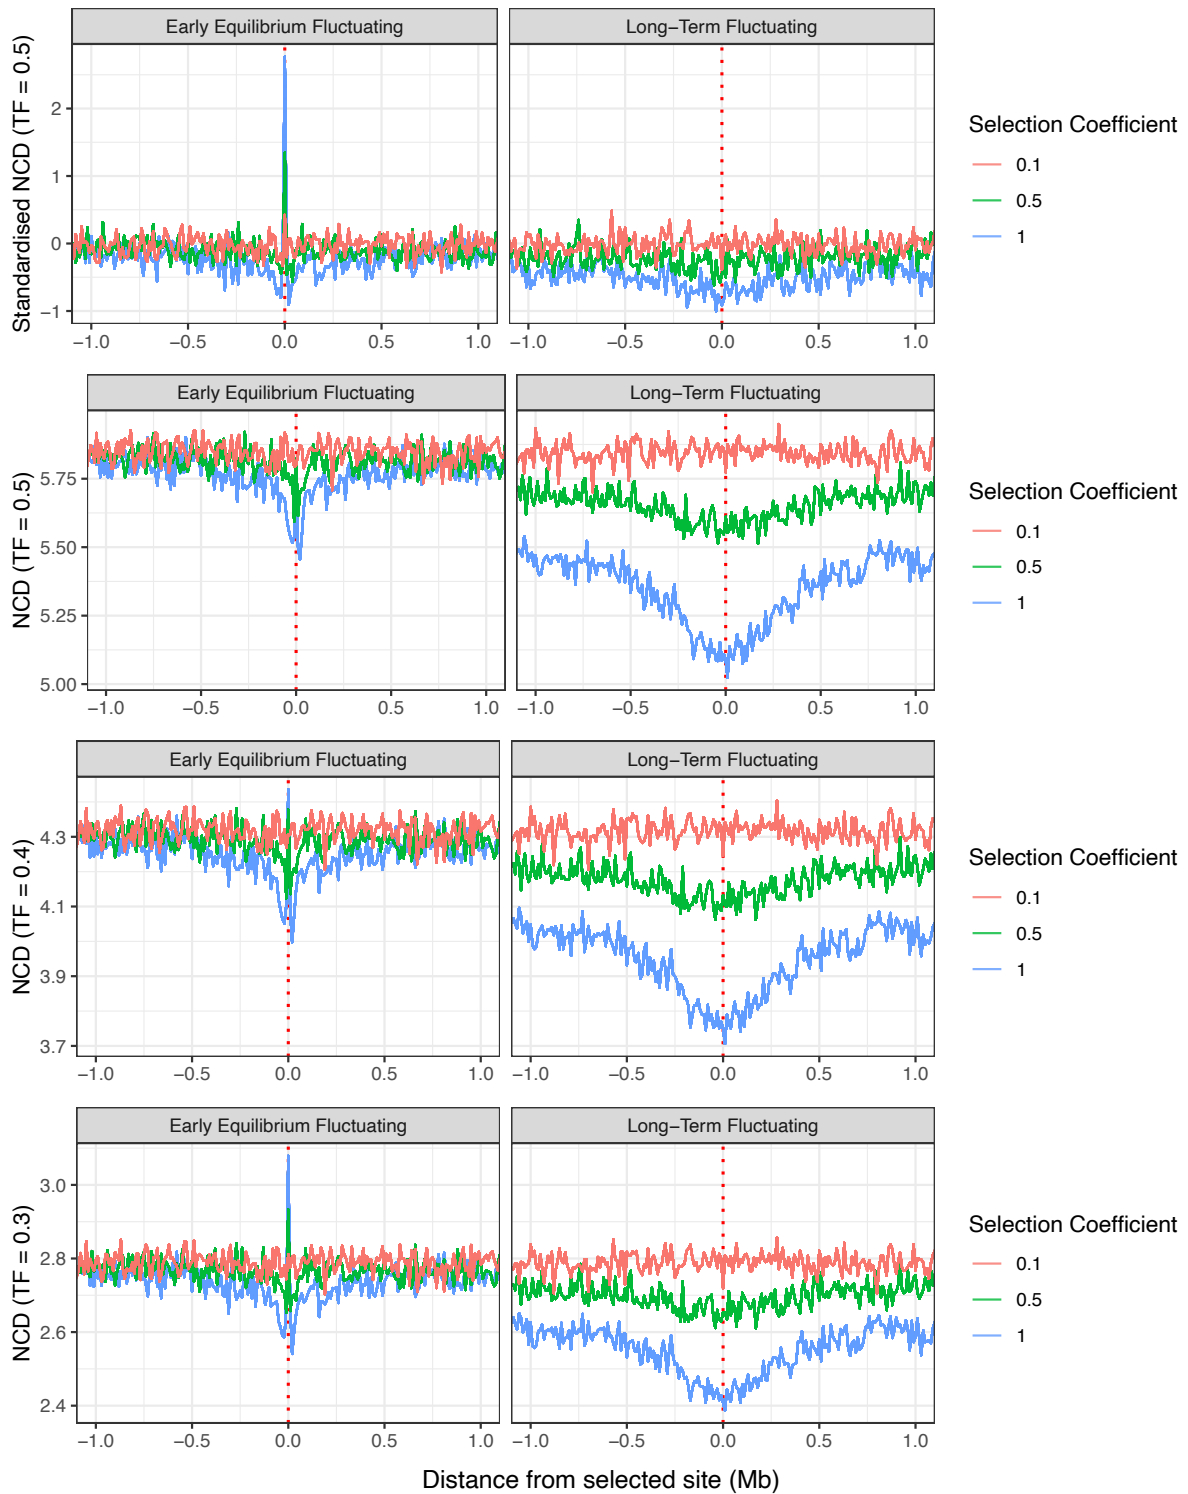 Early Equilibrium Fluctuating
Long−Term Fluctuating
Standardised NCD (TF = 0.5)
2
1
0
−1
−1.0 −0.5 0.0 0.5 1.0
−1.0 −0.5 0.0 0.5 1.0
Selection Coefficient
0.1
0.5
1
Early Equilibrium Fluctuating
Long−Term Fluctuating
NCD (TF = 0.5)
5.75
5.50
5.25
5.00
−1.0 −0.5 0.0 0.5 1.0
−1.0 −0.5 0.0 0.5 1.0
Selection Coefficient
0.1
0.5
1
Early Equilibrium Fluctuating
Long−Term Fluctuating
NCD (TF = 0.4)
4.3
4.1
3.9
3.7
−1.0 −0.5 0.0 0.5 1.0
−1.0 −0.5 0.0 0.5 1.0
Selection Coefficient
0.1
0.5
1
Early Equilibrium Fluctuating
Long−Term Fluctuating
NCD (TF = 0.3)
3.0
2.8
2.6
2.4
−1.0 −0.5 0.0 0.5 1.0
−1.0 −0.5 0.0 0.5 1.0
Selection Coefficient
0.1
0.5
1
Distance from selected site (Mb)